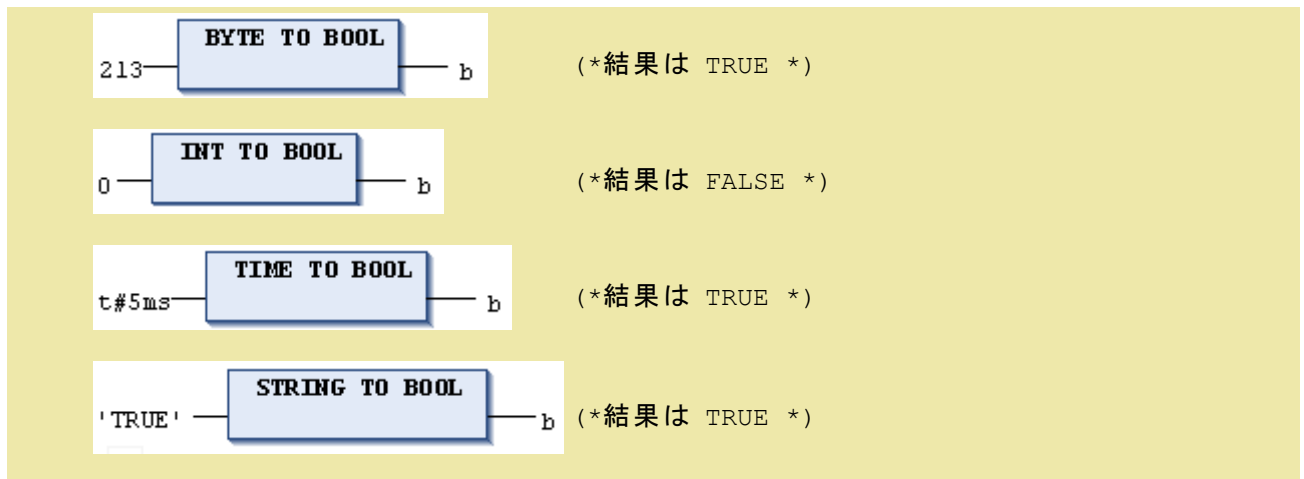 BYTE TO BOOL
213 b (*結果は TRUE *)
INT TO BOOL
0 b (*結果は FALSE *)
TIME TO BOOL
t#5ms b (*結果は TRUE *)
STRING TO BOOL
'TRUE' b (*結果は TRUE *)